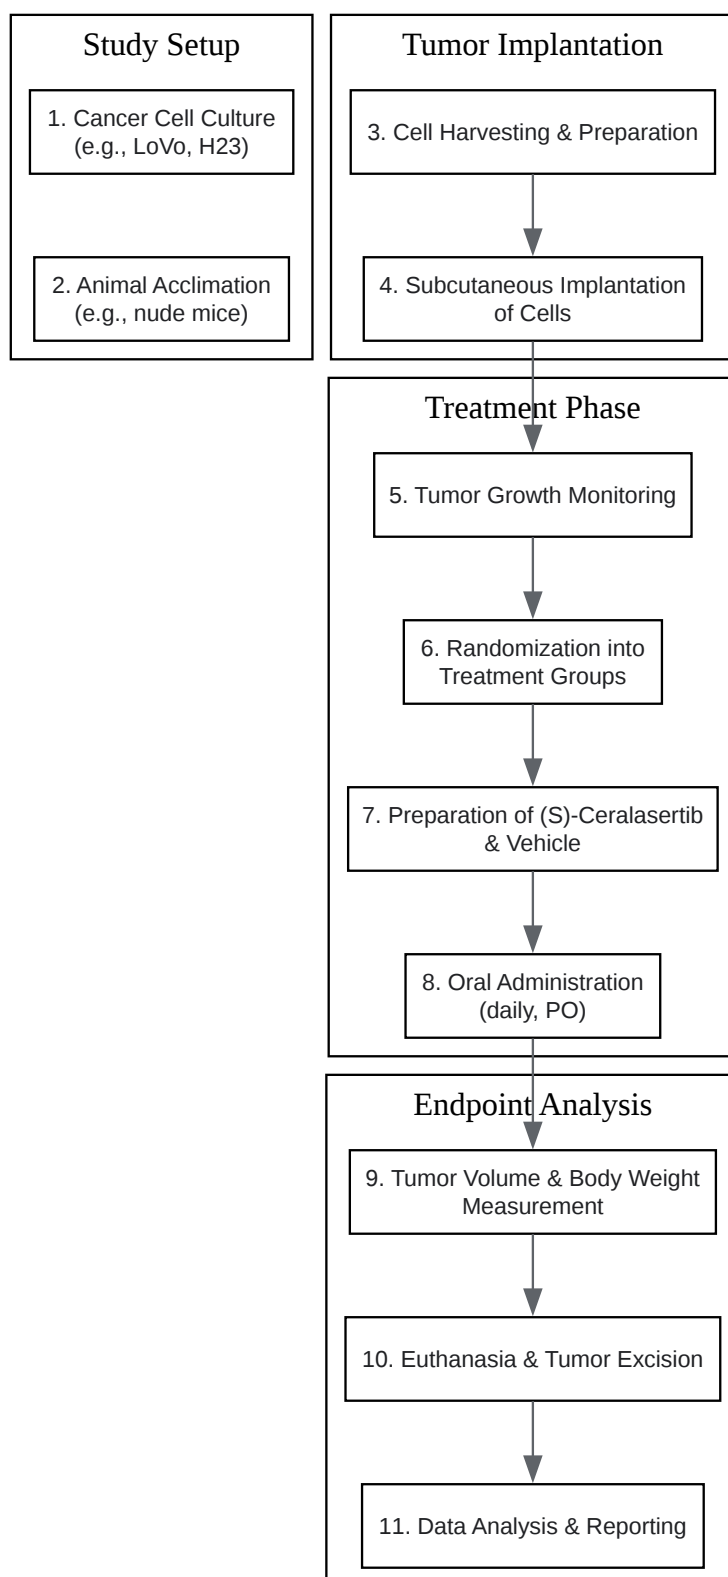 Study Setup
1. Cancer Cell Culture
(e.g., LoVo, H23)
2. Animal Acclimation
(e.g., nude mice)
Tumor Implantation
3. Cell Harvesting & Preparation
4. Subcutaneous Implantation
of Cells
Treatment Phase
5. Tumor Growth Monitoring
6. Randomization into
Treatment Groups
7. Preparation of (S)-Ceralasertib
& Vehicle
8. Oral Administration
(daily, PO)
Endpoint Analysis
9. Tumor Volume & Body Weight
Measurement
10. Euthanasia & Tumor Excision
11. Data Analysis & Reporting